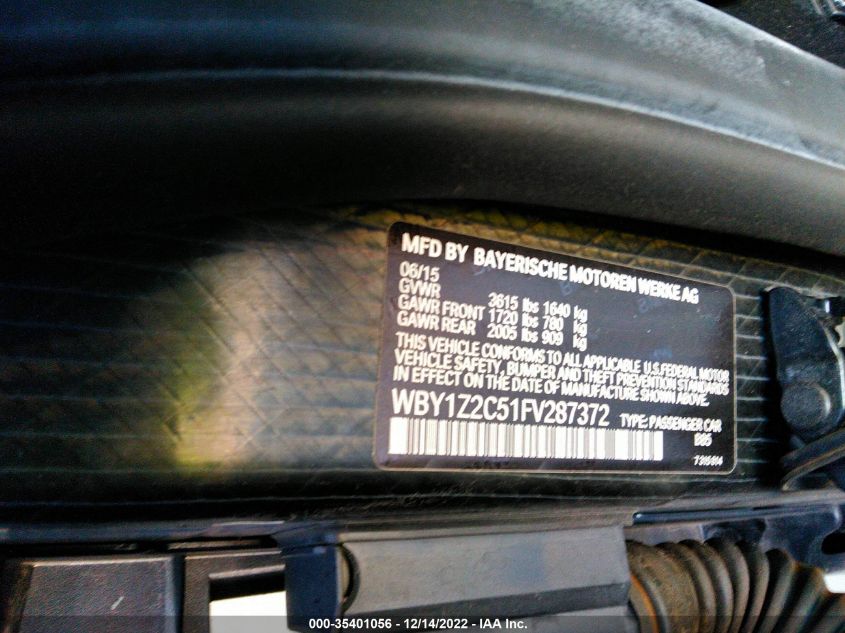 MFD BY BAYERISCHE MOTOREN WERKE AG
06/15
GVWR 3615 lbs 1640 kg
GAWR FRONT 1720 lbs 780 kg
GAWR REAR 2005 lbs 909 kg
THIS VEHICLE CONFORMS TO ALL APPLICABLE U.S. FEDERAL MOTOR
VEHICLE SAFETY, BUMPER AND THEFT PREVENTION STANDARDS
IN EFFECT ON THE DATE OF MANUFACTURE SHOWN ABOVE.
WBY1Z2C51FV287372 TYPE: PASSENGER CAR
000-35401056 - 12/14/2022 - IAA Inc.